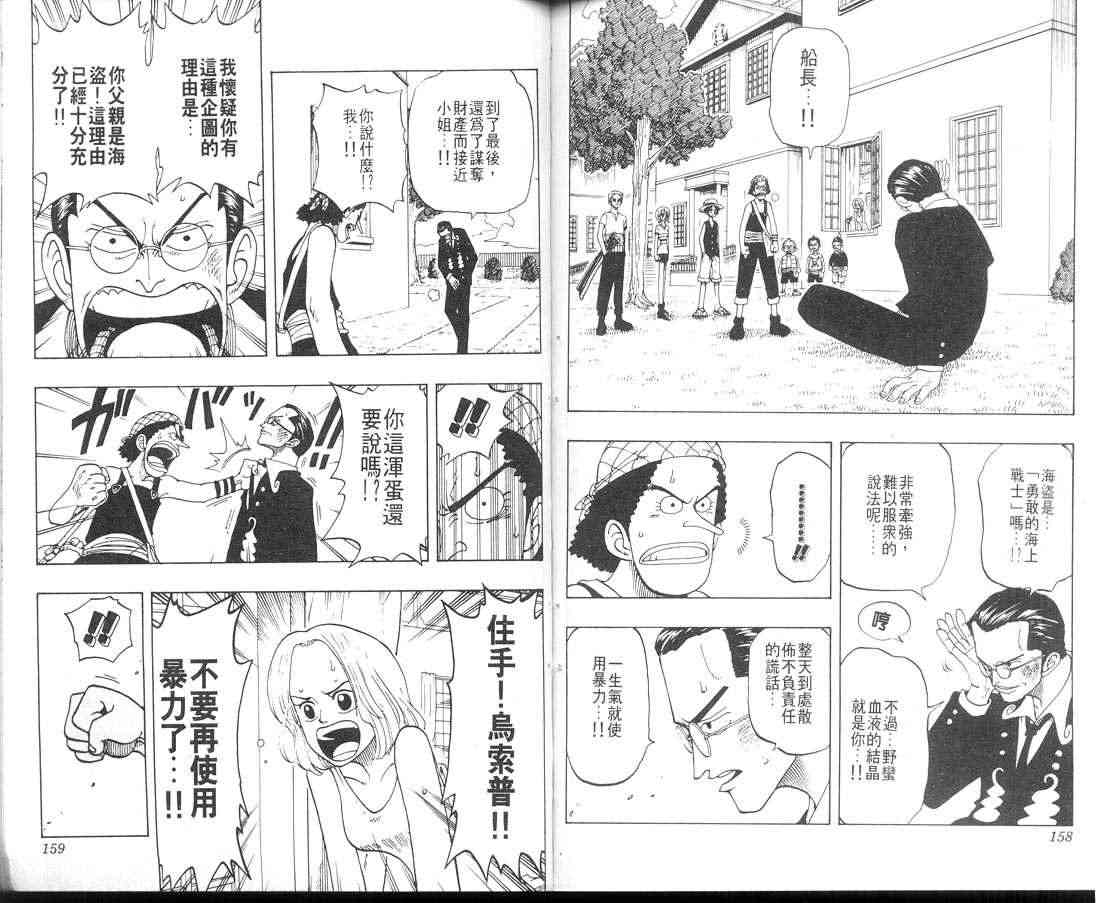 船長…!!
海盜是…
「勇敢的海上
戰士」嗎…!?
非常牽強，
難以服衆的
說法呢……
哼
不過…野蠻
血液的結晶
就是你…!!
………!!
整天到處散
佈不負責任
的謊話…
一生氣就使
用暴力…!!
158
到了最後，
還爲了謀奪
財產而接近
小姐…!!
你說什麼!?
我…!!
我懷疑你有
這種企圖的
理由是…
你父親是海
盜!這理由
已經十分充
分了!!
!!
你這渾蛋還
要說嗎!?
ガッ
バッ
住手!烏索普!!
不要再使用
暴力了…!!
!!
159